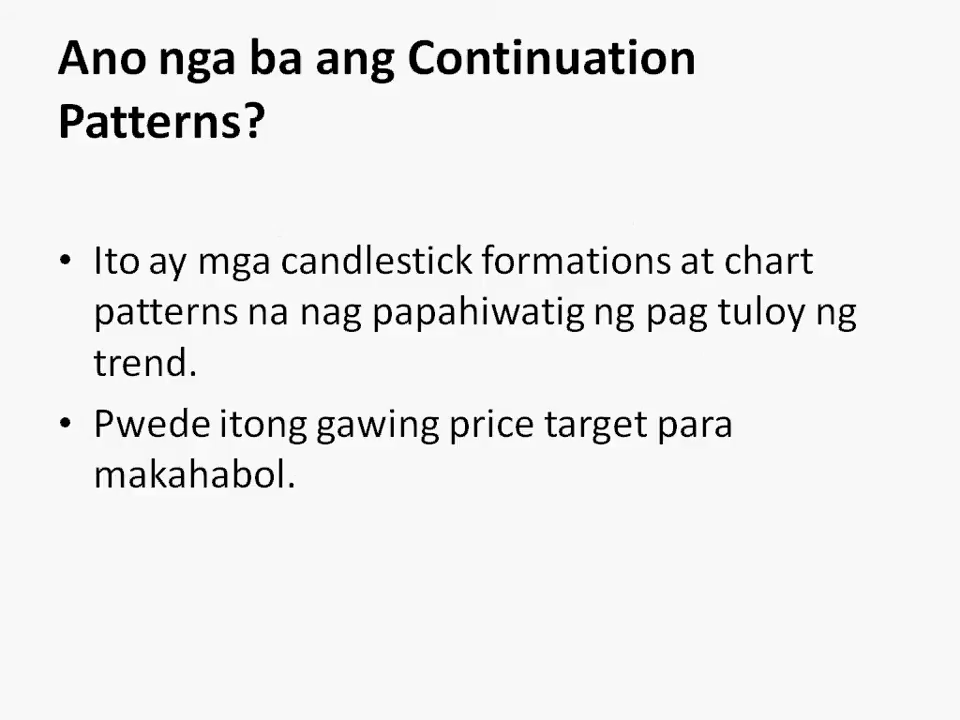 Ano nga ba ang Continuation
Patterns?
• Ito ay mga candlestick formations at chart
patterns na nag papahiwatig ng pag tuloy ng
trend.
• Pwede itong gawing price target para
makahabol.